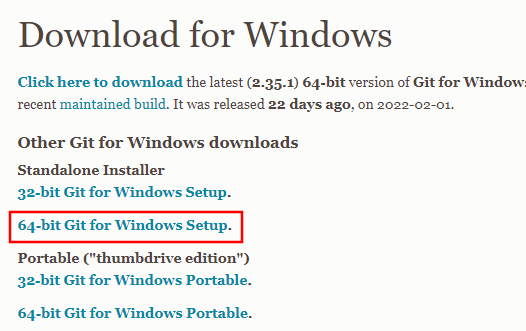 Download for Windows
Click here to download the latest (2.35.1) 64-bit version of Git for Window
recent maintained build. It was released 22 days ago, on 2022-02-01.
Other Git for Windows downloads
Standalone Installer
32-bit Git for Windows Setup.
64-bit Git for Windows Setup.
Portable ("thumbdrive edition")
32-bit Git for Windows Portable.
64-bit Git for Windows Portable.